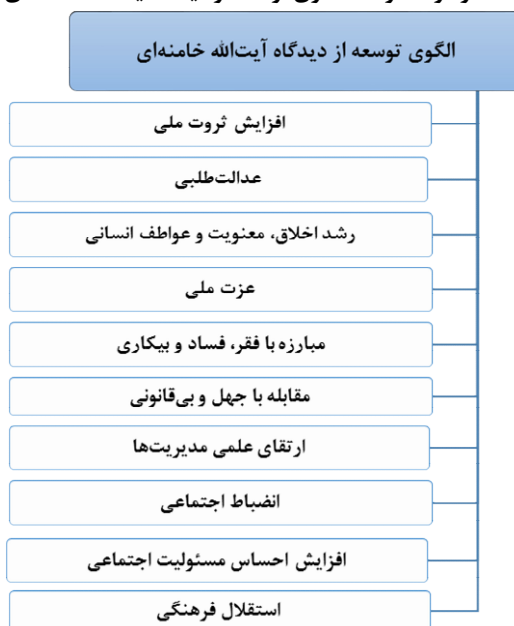 الگوی توسعه از دیدگاه آیت‌الله خامنه‌ای
افزایش ثروت ملی
عدالت‌طلبی
رشد اخلاق، معنویت و عواطف انسانی
عزت ملی
مبارزه با فقر، فساد و بیکاری
مقابله با جهل و بی‌قانونی
ارتقای علمی مدیریت‌ها
انضباط اجتماعی
افزایش احساس مسئولیت اجتماعی
استقلال فرهنگی